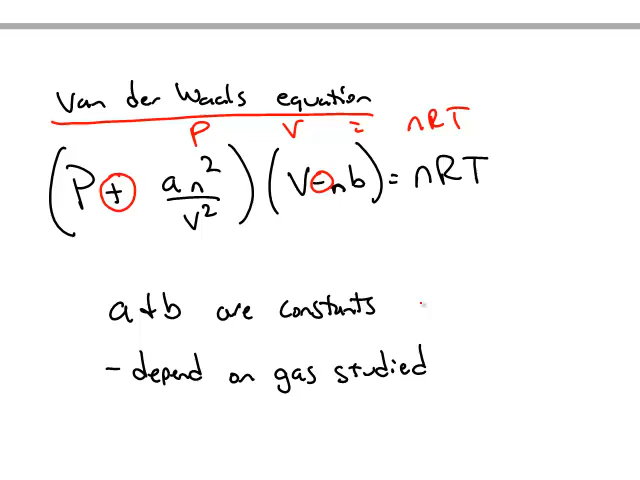 Van der Waals equation
P V = nRT
(P + an²/V²) (V - nb) = nRT
a + b are constants
- depend on gas studied